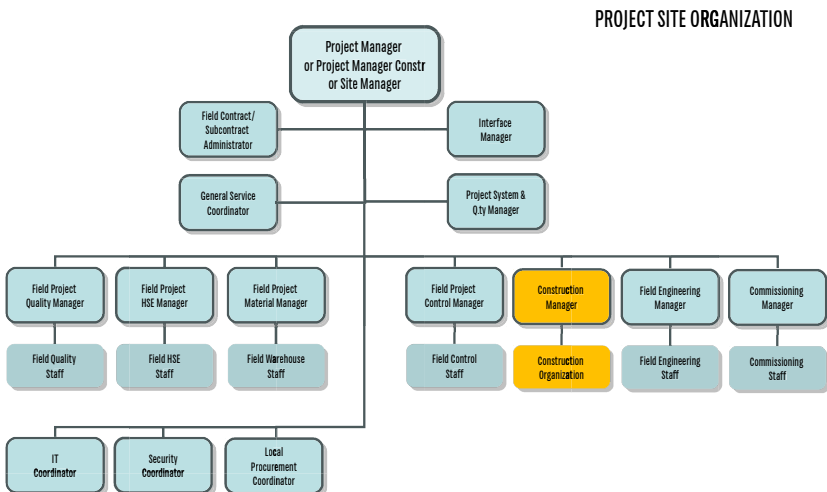 PROJECT SITE ORGANIZATION
Project Manager
or Project Manager Constr
or Site Manager
Field Contract/
Subcontract
Administrator
Interface
Manager
General Service
Coordinator
Project System &
Q.ty Manager
Field Project
Quality Manager
Field Project
HSE Manager
Field Project
Material Manager
Field Project
Control Manager
Construction
Manager
Field Engineering
Manager
Commissioning
Manager
Field Quality
Staff
Field HSE
Staff
Field Warehouse
Staff
Field Control
Staff
Construction
Organization
Field Engineering
Staff
Commissioning
Staff
IT
Coordinator
Security
Coordinator
Local
Procurement
Coordinator